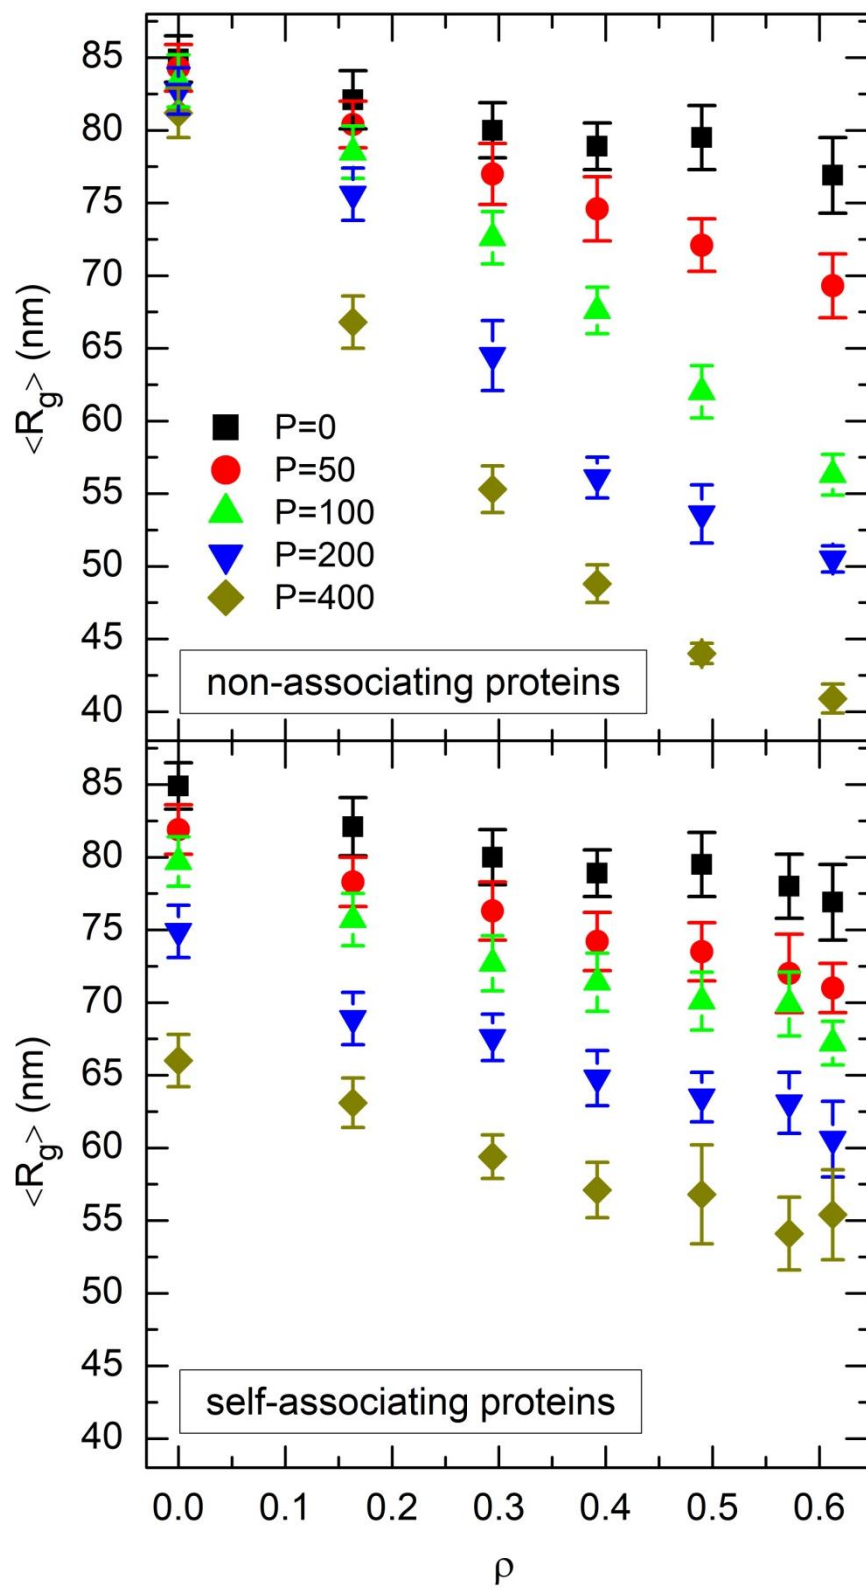 85
80
75
70
65
60
55
50
45
40
<R_g> (nm)
P=0
P=50
P=100
P=200
P=400
non-associating proteins
85
80
75
70
65
60
55
50
45
40
<R_g> (nm)
self-associating proteins
0.0 0.1 0.2 0.3 0.4 0.5 0.6
ρ